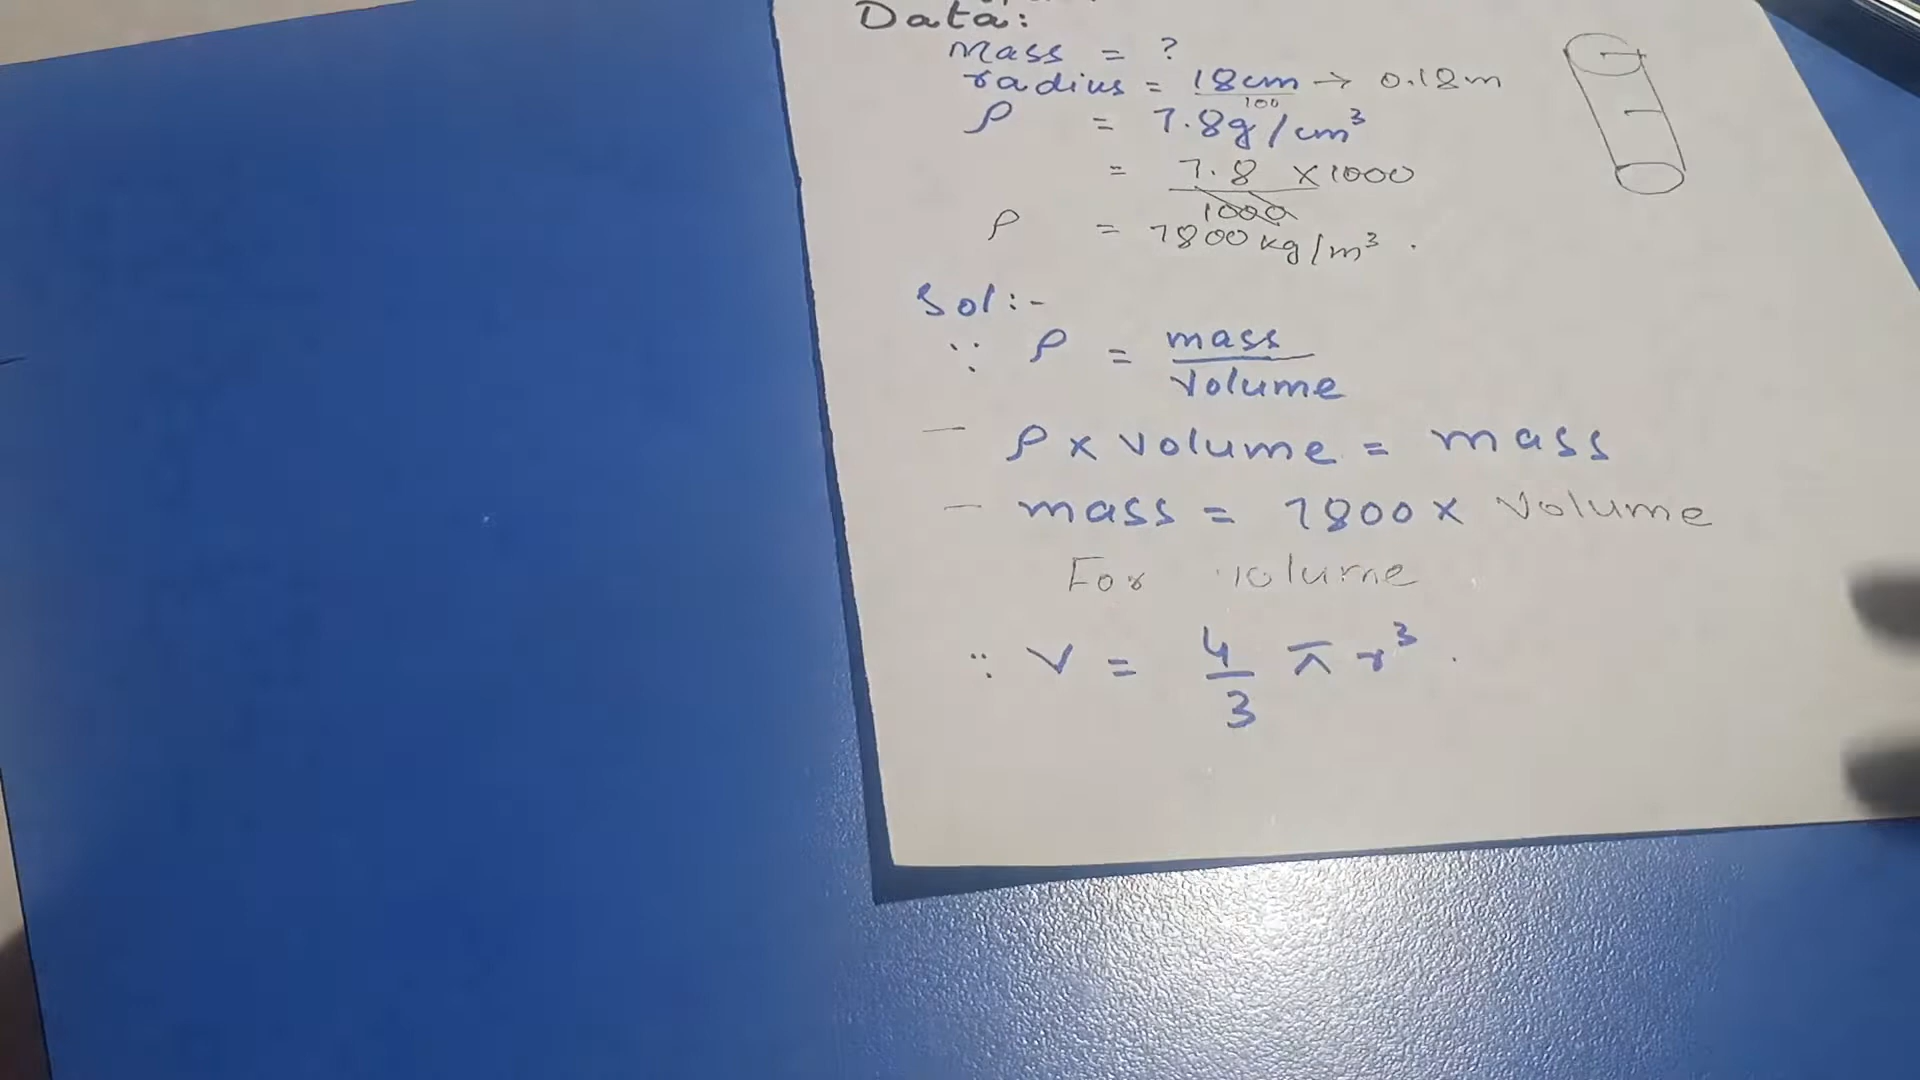 Data:
Mass = ?
radius = 18cm → 0.18m
100
ρ = 7.8g/cm³
= 7.8 × 1000
1000
ρ = 7800 kg/m³.
Sol:-
∵ ρ = mass
volume
— ρ × volume = mass
— mass = 7800 × Volume
For volume
∵ V = 4 π r³.
3